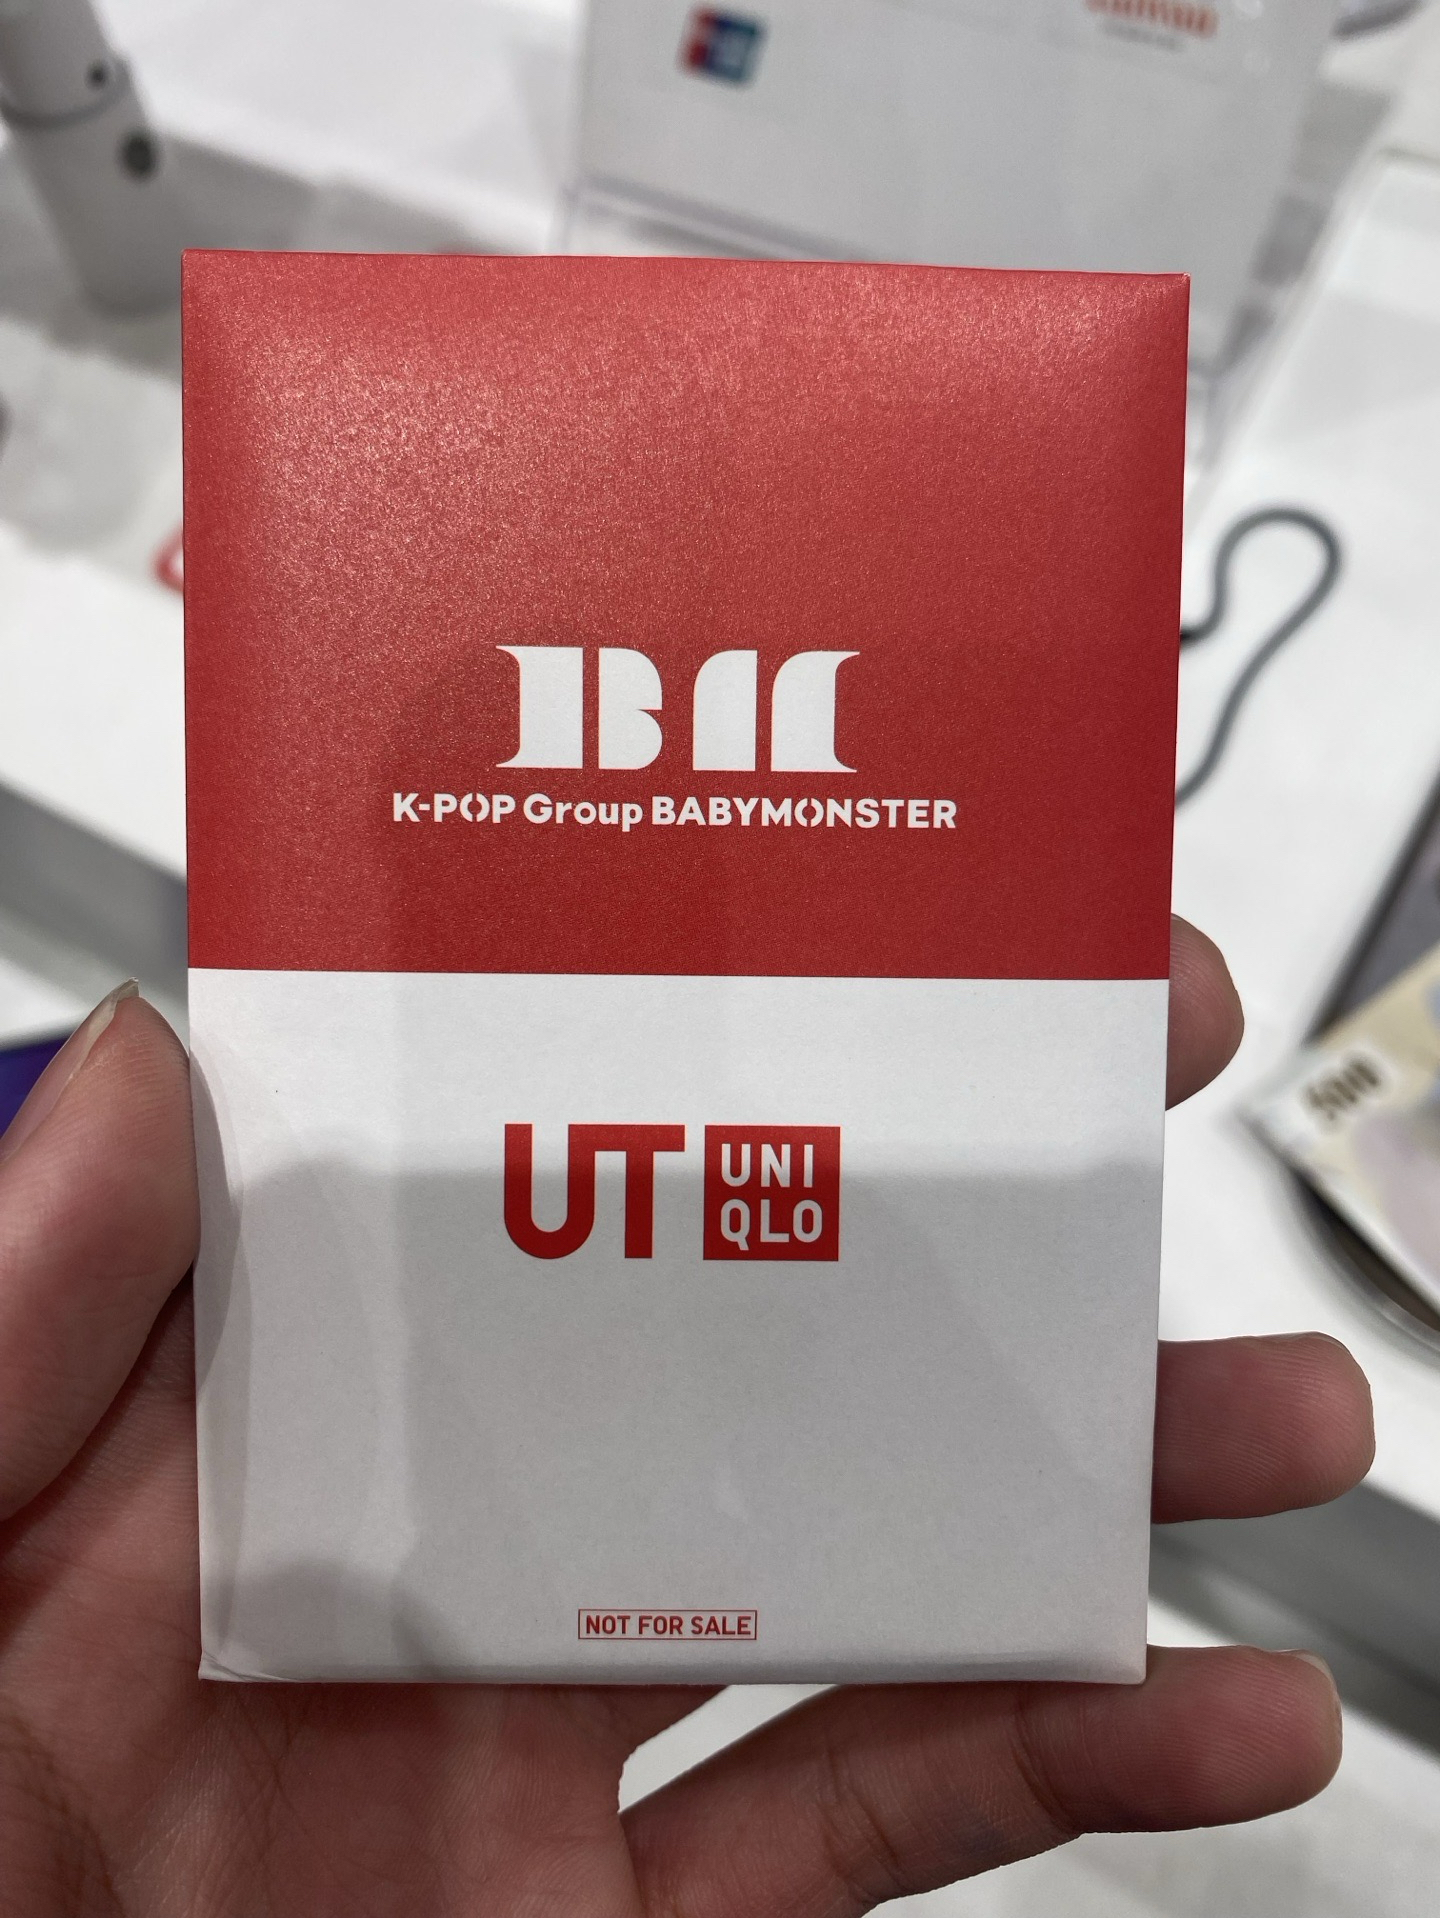 BM
K-POP Group BABYMONSTER
UT UNI
QLO
NOT FOR SALE